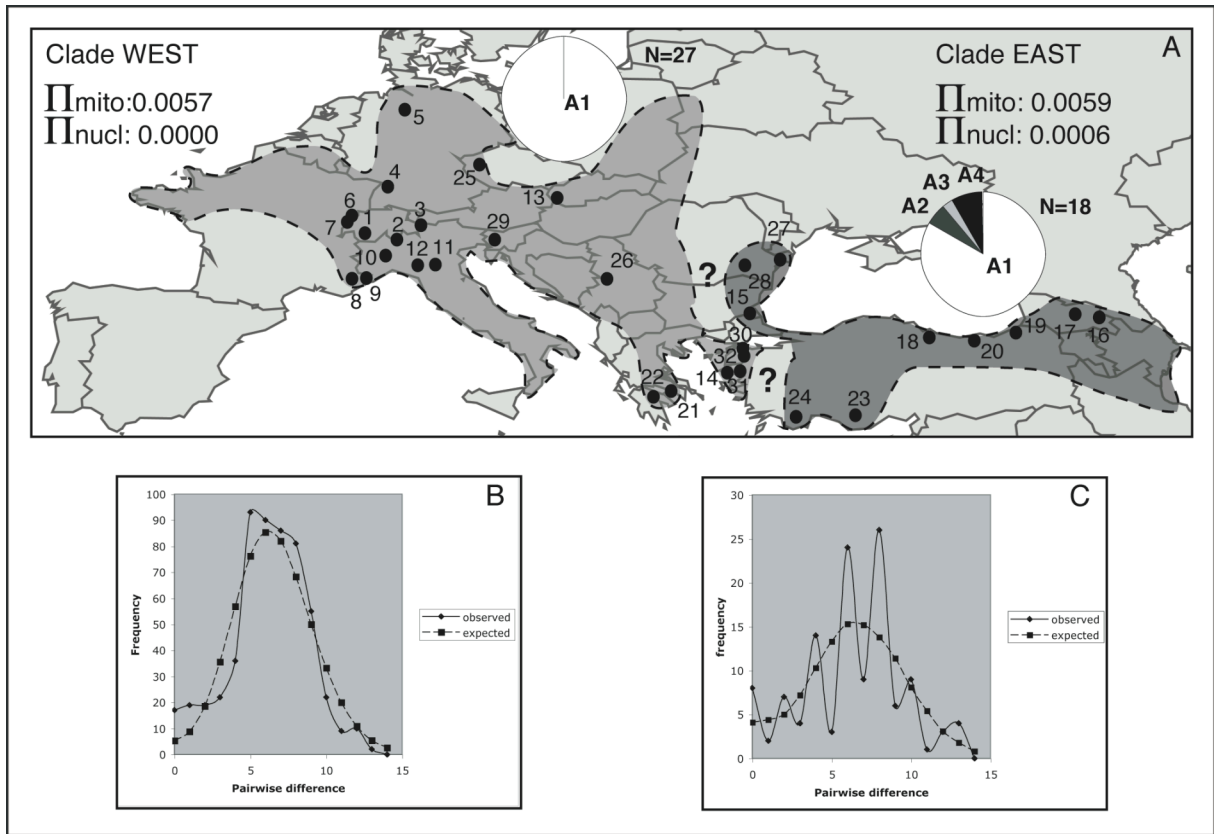 A
Clade WEST
Πmito:0.0057
Πnucl: 0.0000
A1
N=27
Clade EAST
Πmito: 0.0059
Πnucl: 0.0006
A2
A3
A4
N=18
A1
5
4
25
13
6
7
1
2
3
29
10
12
11
8
9
26
?
27
28
15
30
32
14
31
?
22
21
24
23
18
20
19
17
16
B
100
90
80
70
60
50
40
30
20
10
0
Frequency
0
5
10
15
Pairwise difference
observed
expected
C
30
25
20
15
10
5
0
frequency
0
5
10
15
Pairwise difference
observed
expected